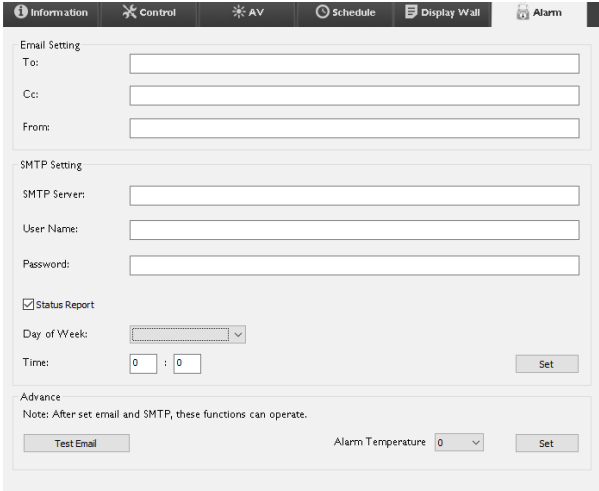 Information Control AV Schedule Display Wall Alarm
Email Setting
To:
Cc:
From:
SMTP Setting
SMTP Server:
User Name:
Password:
Status Report
Day of Week:
Time: 0 : 0 Set
Advance
Note: After set email and SMTP, these functions can operate.
Test Email Alarm Temperature 0 Set